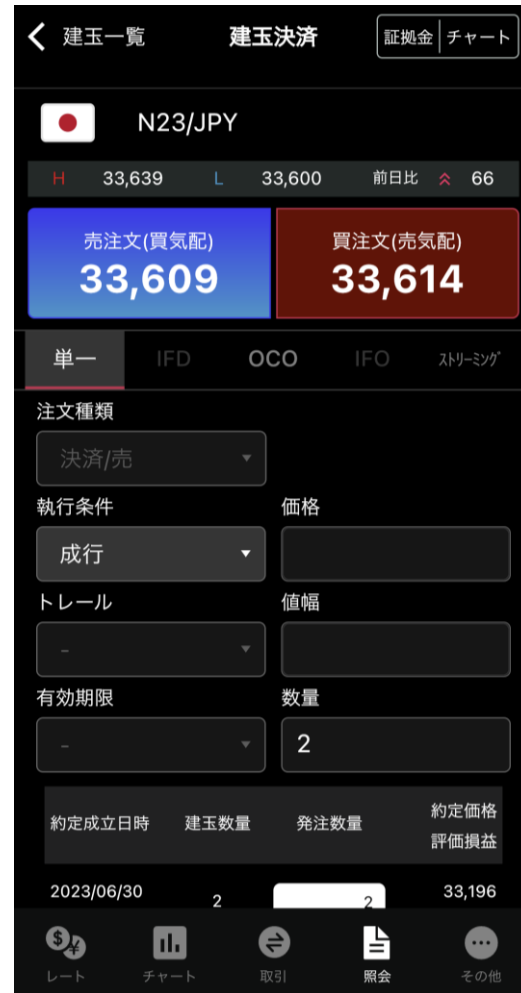 建玉一覧 建玉決済 証拠金 チャート
N23/JPY
H 33,639 L 33,600 前日比 66
売注文(買気配) 買注文(売気配)
33,609 33,614
単一 IFD OCO IFO ｽﾄﾘｰﾐﾝｸﾞ
注文種類
決済/売
執行条件 価格
成行
トレール 値幅
-
有効期限 数量
- 2
約定成立日時 建玉数量 発注数量 約定価格
評価損益
2023/06/30 2 2 33,196
レート チャート 取引 照会 その他